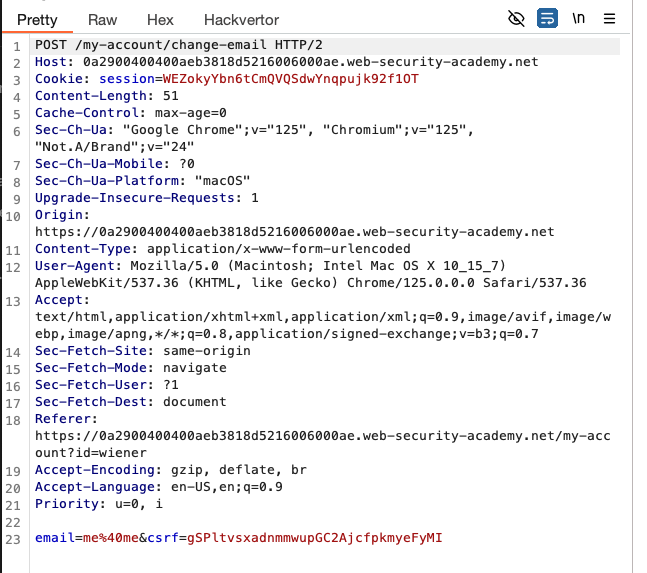 Pretty Raw Hex Hackvertor \n
1 POST /my-account/change-email HTTP/2
2 Host: 0a2900400400aeb3818d5216006000ae.web-security-academy.net
3 Cookie: session=WEZokyYbn6tCmQVQSdwYnqpujk92f1OT
4 Content-Length: 51
5 Cache-Control: max-age=0
6 Sec-Ch-Ua: "Google Chrome";v="125", "Chromium";v="125",
"Not.A/Brand";v="24"
7 Sec-Ch-Ua-Mobile: ?0
8 Sec-Ch-Ua-Platform: "macOS"
9 Upgrade-Insecure-Requests: 1
10 Origin:
https://0a2900400400aeb3818d5216006000ae.web-security-academy.net
11 Content-Type: application/x-www-form-urlencoded
12 User-Agent: Mozilla/5.0 (Macintosh; Intel Mac OS X 10_15_7)
AppleWebKit/537.36 (KHTML, like Gecko) Chrome/125.0.0.0 Safari/537.36
13 Accept:
text/html,application/xhtml+xml,application/xml;q=0.9,image/avif,image/w
ebp,image/apng,*/*;q=0.8,application/signed-exchange;v=b3;q=0.7
14 Sec-Fetch-Site: same-origin
15 Sec-Fetch-Mode: navigate
16 Sec-Fetch-User: ?1
17 Sec-Fetch-Dest: document
18 Referer:
https://0a2900400400aeb3818d5216006000ae.web-security-academy.net/my-acc
ount?id=wiener
19 Accept-Encoding: gzip, deflate, br
20 Accept-Language: en-US,en;q=0.9
21 Priority: u=0, i
22
23 email=me%40me&csrf=gSPltvsxadnmmwupGC2AjcfpkmyeFyMI